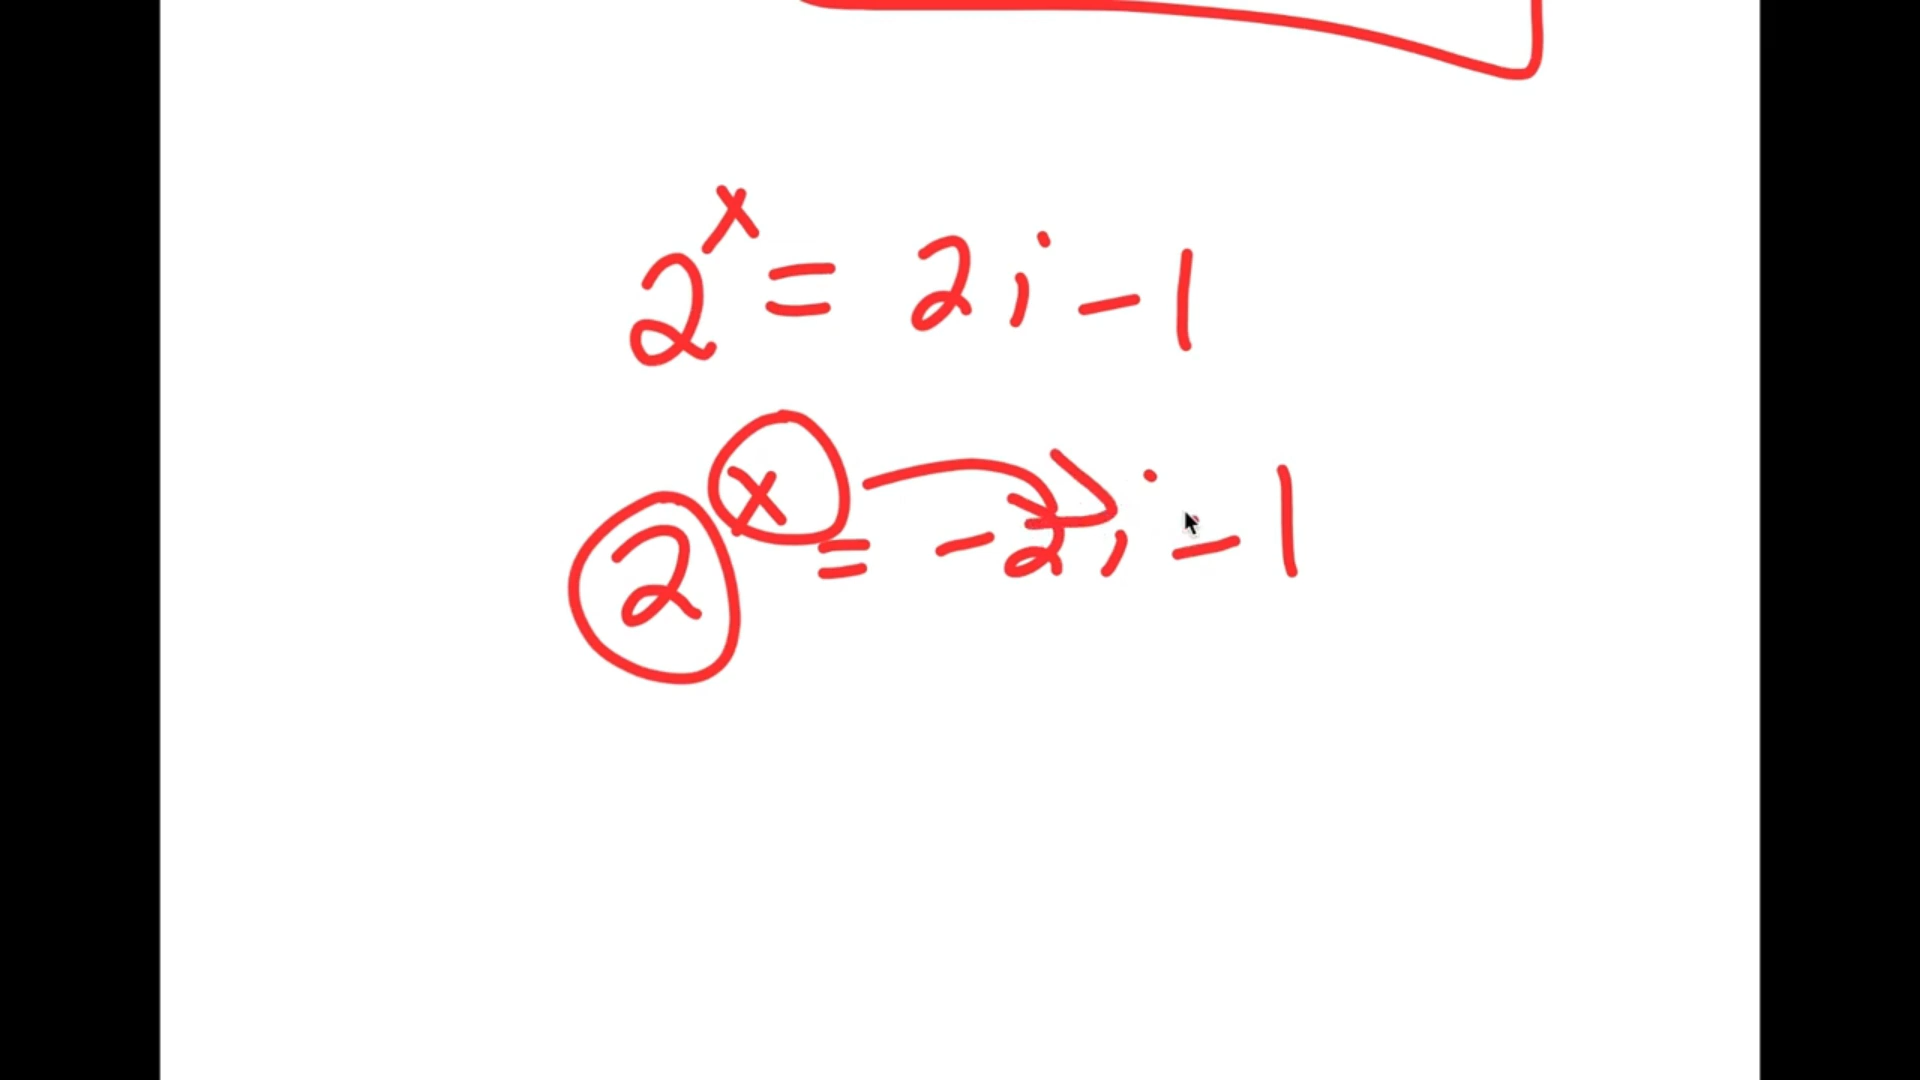 2^x = 2i - 1
2^x = -2i - 1